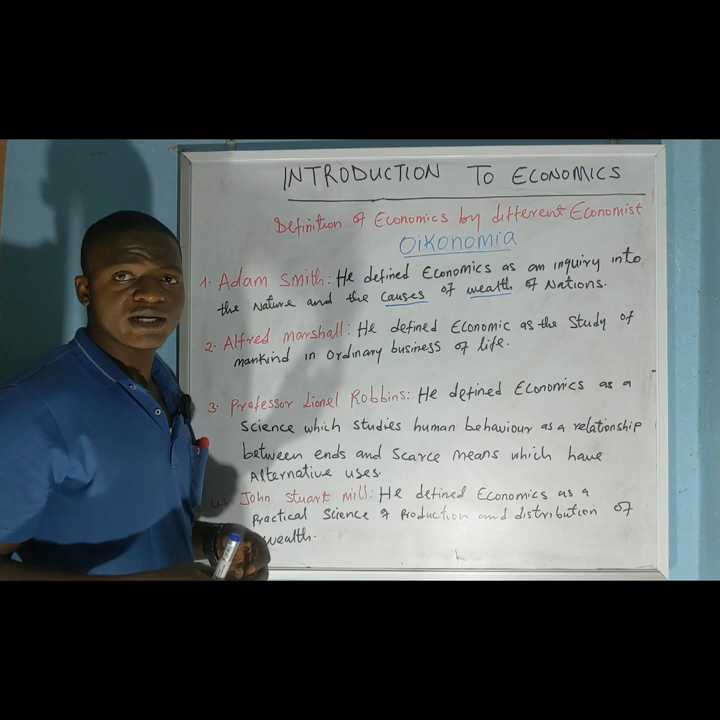 INTRODUCTION TO ECONOMICS
Definition of Economics by different Economist
OIKONOMIA
1. Adam Smith: He defined Economics as an inquiry into
the Nature and the causes of wealth of Nations.
2. Alfred marshall: He defined Economic as the Study of
mankind in Ordinary business of life.
3. Professor Lionel Robbins: He defined Economics as a
Science which studies human behaviour as a relationship
between ends and Scarce means which have
Alternative uses.
4. John Stuart mill: He defined Economics as a
Practical Science of Production and distribution of
wealth.